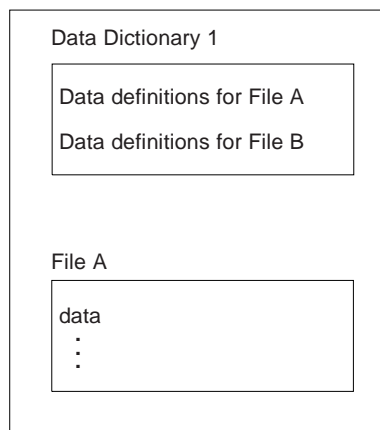 Data Dictionary 1
Data definitions for File A
Data definitions for File B
File A
data
.
.
.